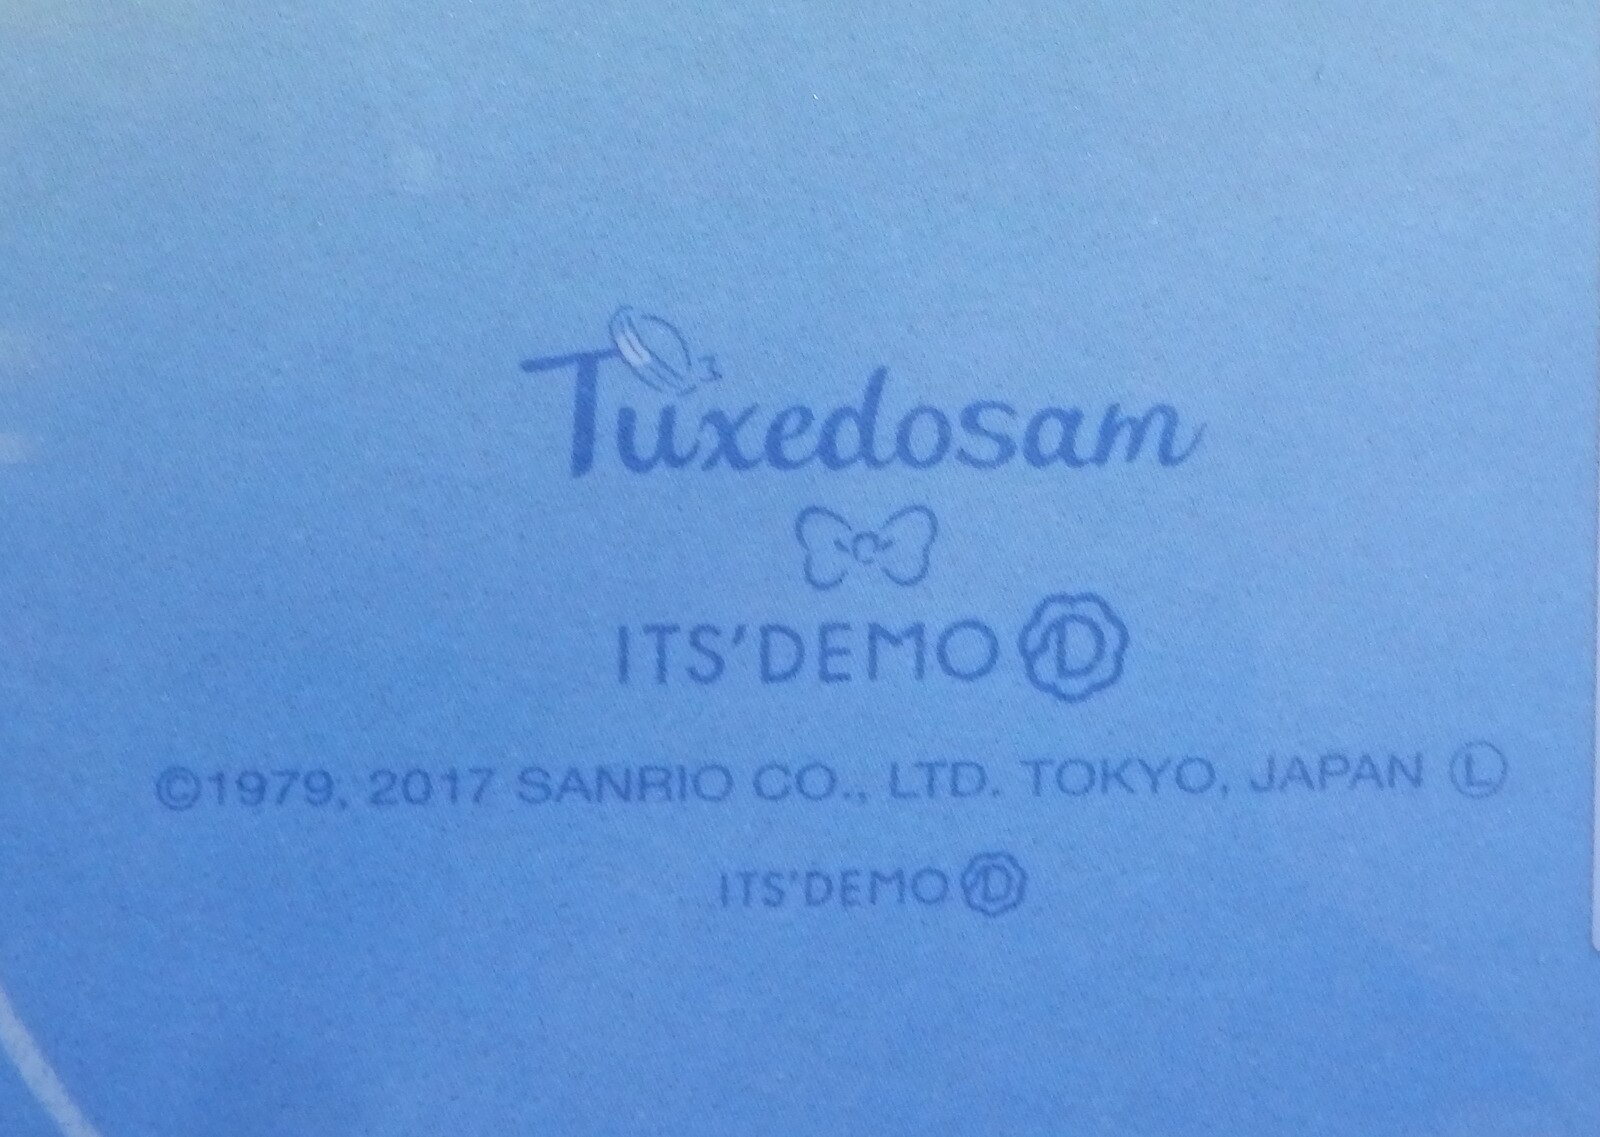 Tuxedosam
ITS'DEMO D
©1979, 2017 SANRIO CO., LTD. TOKYO, JAPAN Ⓛ
ITS'DEMO D